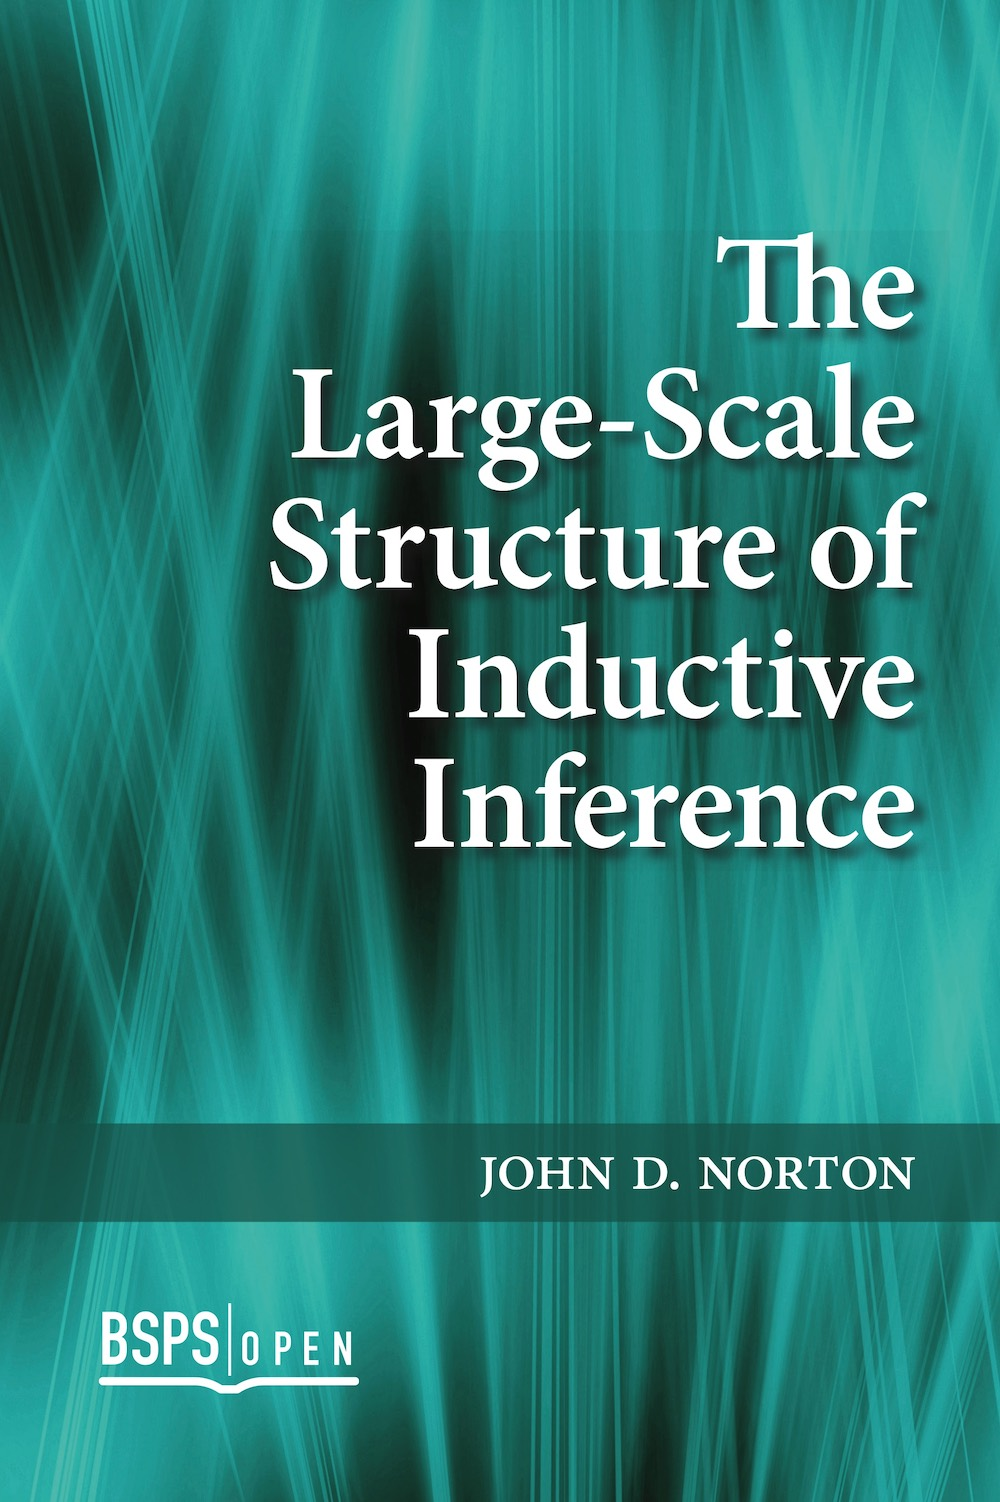 The
Large-Scale
Structure of
Inductive
Inference
JOHN D. NORTON
BSPS OPEN